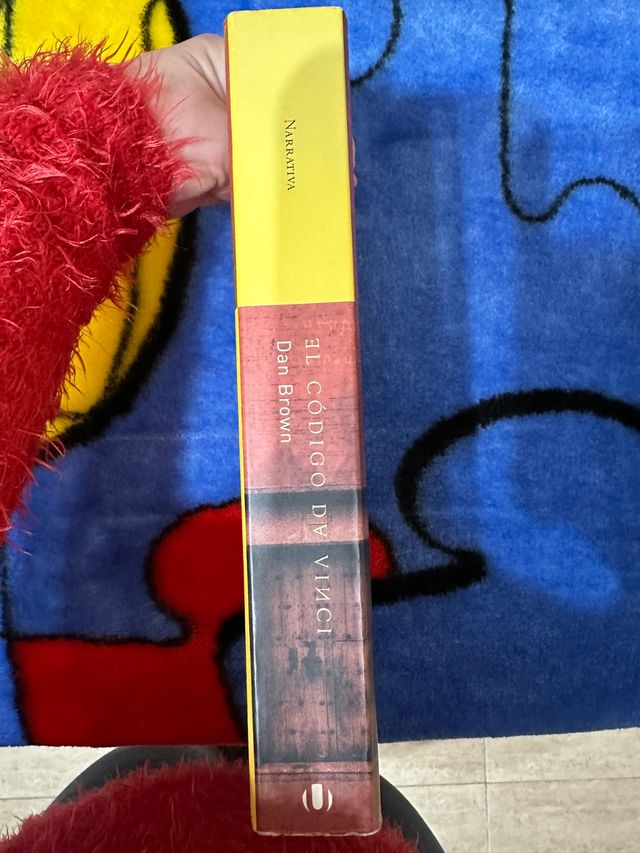 NARRATIVA
EL CÓDIGO DA VINCI
Dan Brown